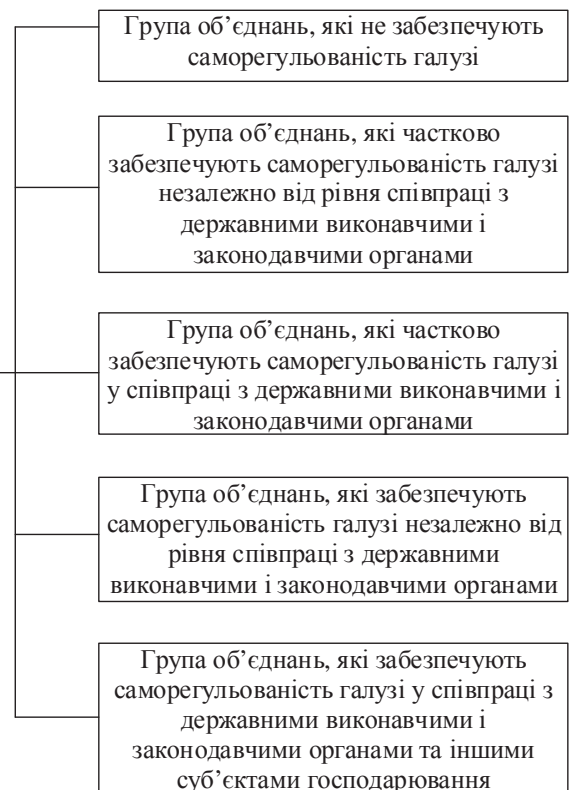 Група об’єднань, які не забезпечують
саморегульованість галузі
Група об’єднань, які частково
забезпечують саморегульованість галузі
незалежно від рівня співпраці з
державними виконавчими і
законодавчими органами
Група об’єднань, які частково
забезпечують саморегульованість галузі
у співпраці з державними виконавчими і
законодавчими органами
Група об’єднань, які забезпечують
саморегульованість галузі незалежно від
рівня співпраці з державними
виконавчими і законодавчими органами
Група об’єднань, які забезпечують
саморегульованість галузі у співпраці з
державними виконавчими і
законодавчими органами та іншими
суб’єктами господарювання